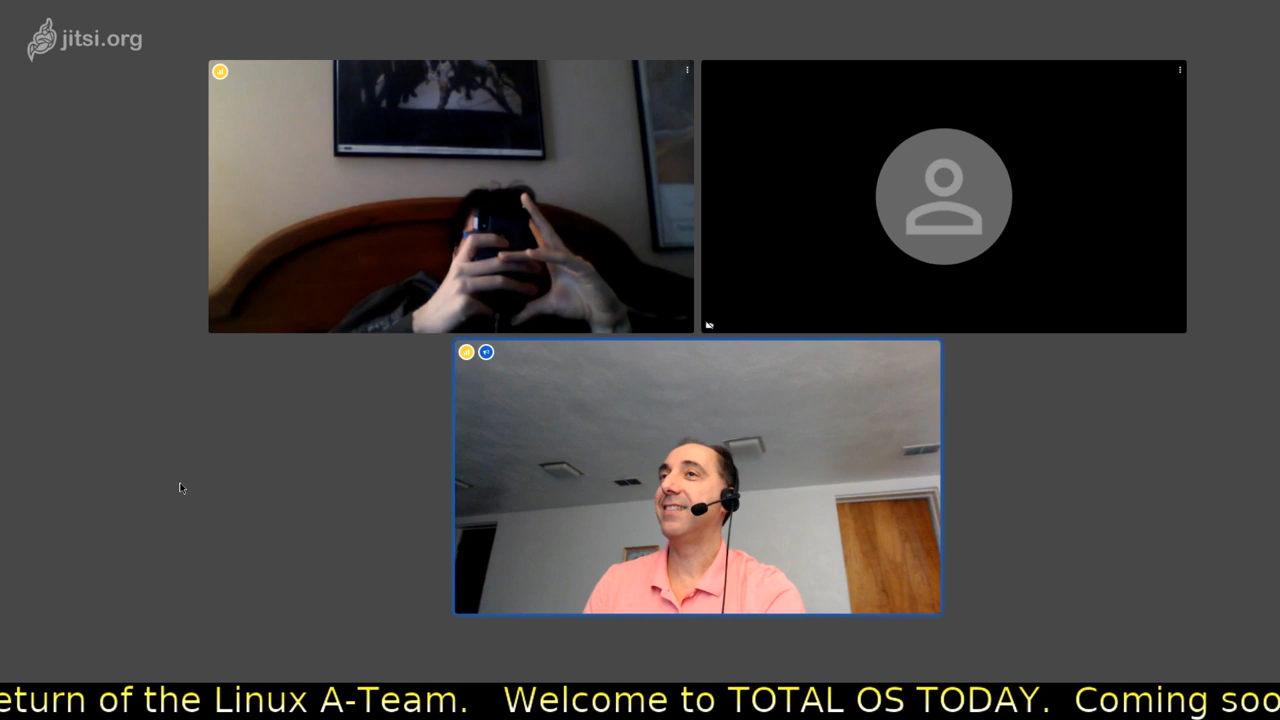 jitsi.org
eturn of the Linux A-Team. Welcome to TOTAL OS TODAY. Coming soo